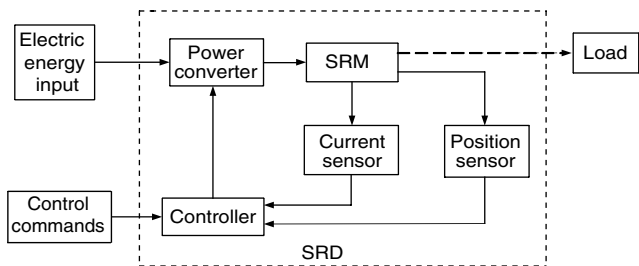 Electric
energy
input
Power
converter
SRM
Load
Current
sensor
Position
sensor
Control
commands
Controller
SRD